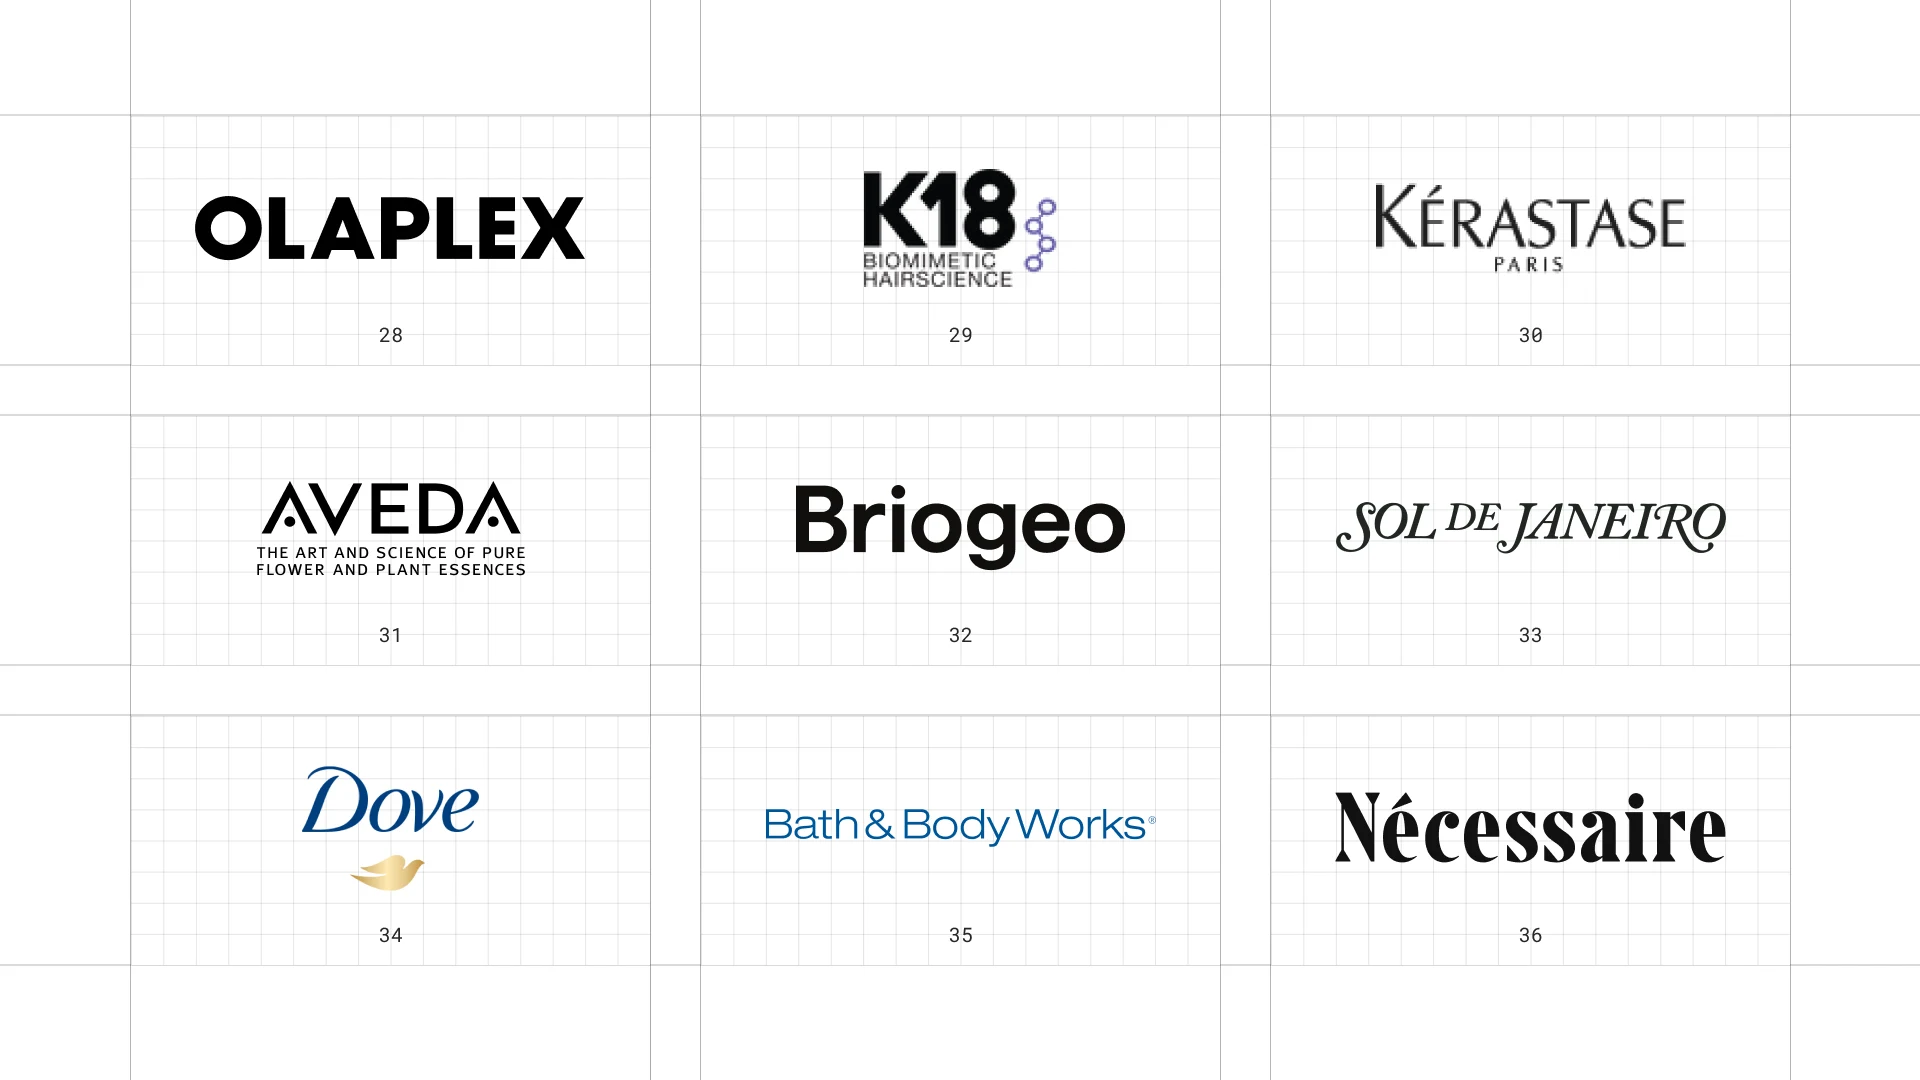 OLAPLEX
28
K18
BIOMIMETIC
HAIRSCIENCE
29
KÉRASTASE
PARIS
30
AVEDA
THE ART AND SCIENCE OF PURE
FLOWER AND PLANT ESSENCES
31
Briogeo
32
SOL DE JANEIRO
33
Dove
34
Bath & Body Works®
35
Nécessaire
36